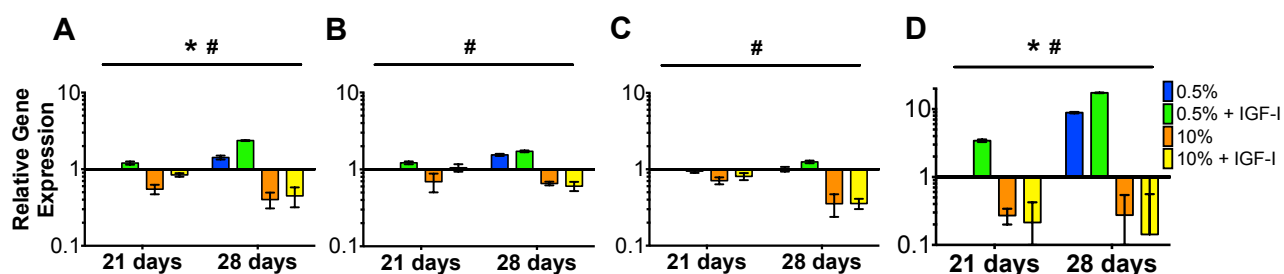 A
B
C
D
* #
#
#
* #
Relative Gene
Expression
10
1
0.1
21 days
28 days
10
1
0.1
21 days
28 days
10
1
0.1
21 days
28 days
10
1
0.1
21 days
28 days
0.5%
0.5% + IGF-I
10%
10% + IGF-I